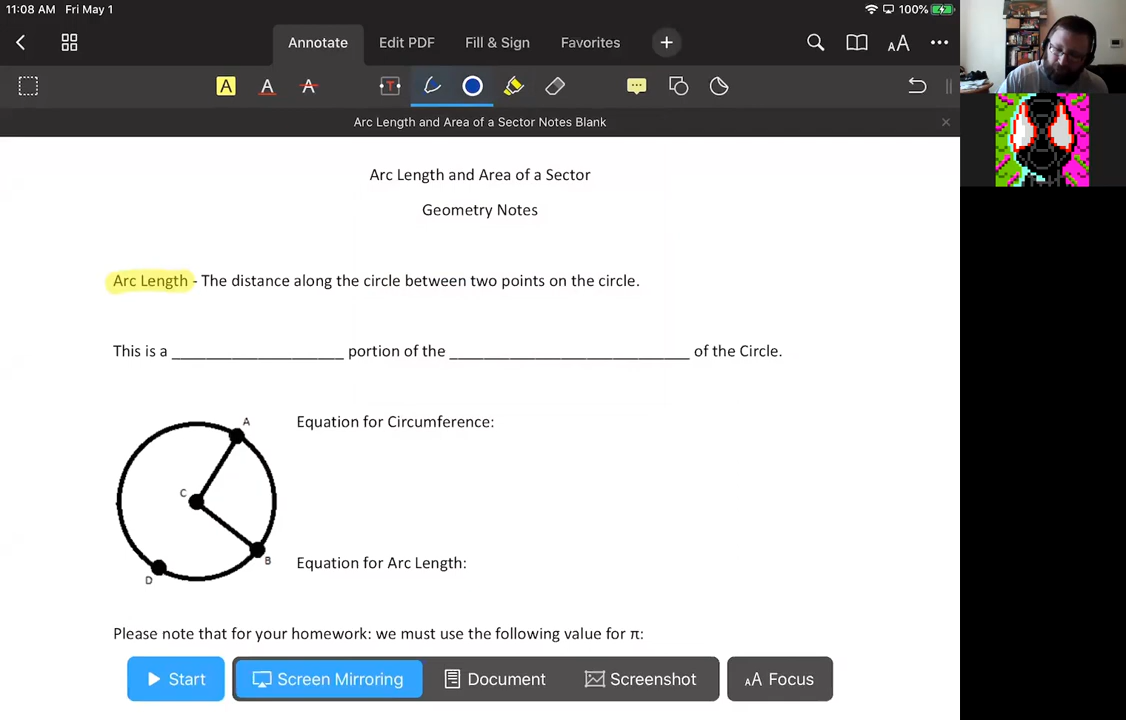 11:08 AM Fri May 1
100%
Annotate Edit PDF Fill & Sign Favorites
A A A T AA
Arc Length and Area of a Sector Notes Blank
Arc Length and Area of a Sector
Geometry Notes
Arc Length - The distance along the circle between two points on the circle.
This is a ____________________ portion of the ____________________________ of the Circle.
A
Equation for Circumference:
C
B
Equation for Arc Length:
D
Please note that for your homework: we must use the following value for π:
Start Screen Mirroring Document Screenshot AA Focus